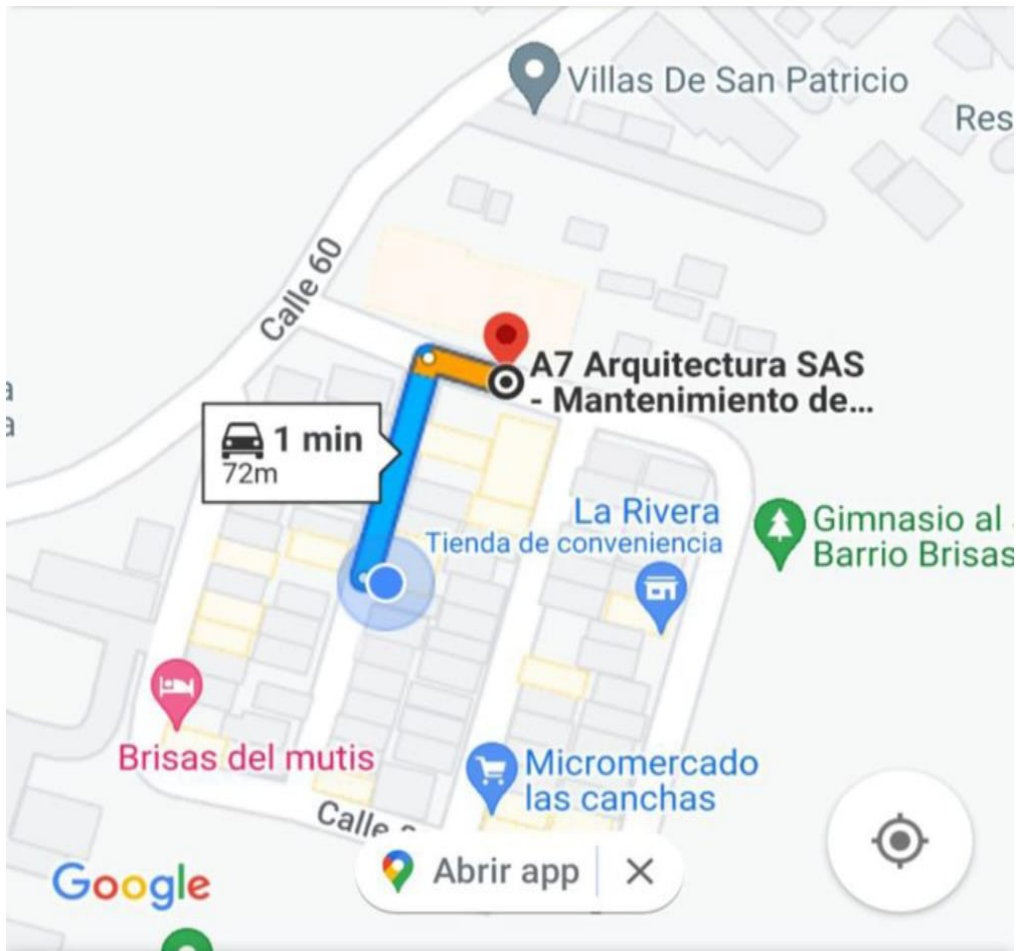 Villas De San Patricio
Res
Calle 60
A7 Arquitectura SAS
- Mantenimiento de...
1 min
72m
La Rivera
Tienda de conveniencia
Gimnasio al
Barrio Brisas
Brisas del mutis
Micromercado
las canchas
Calle
Abrir app
Google